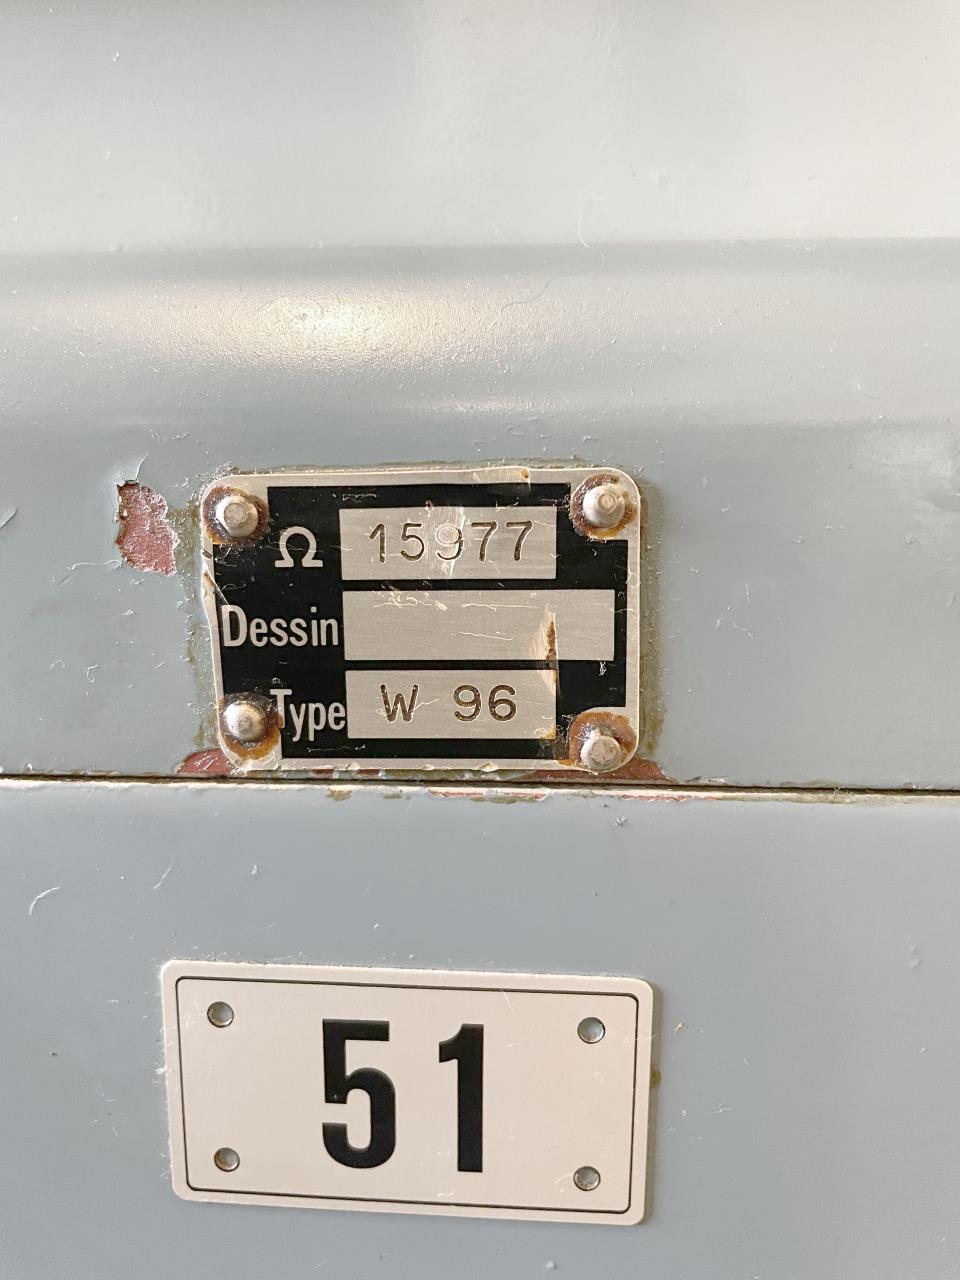 Ω 15977
Dessin
Type W 96
51